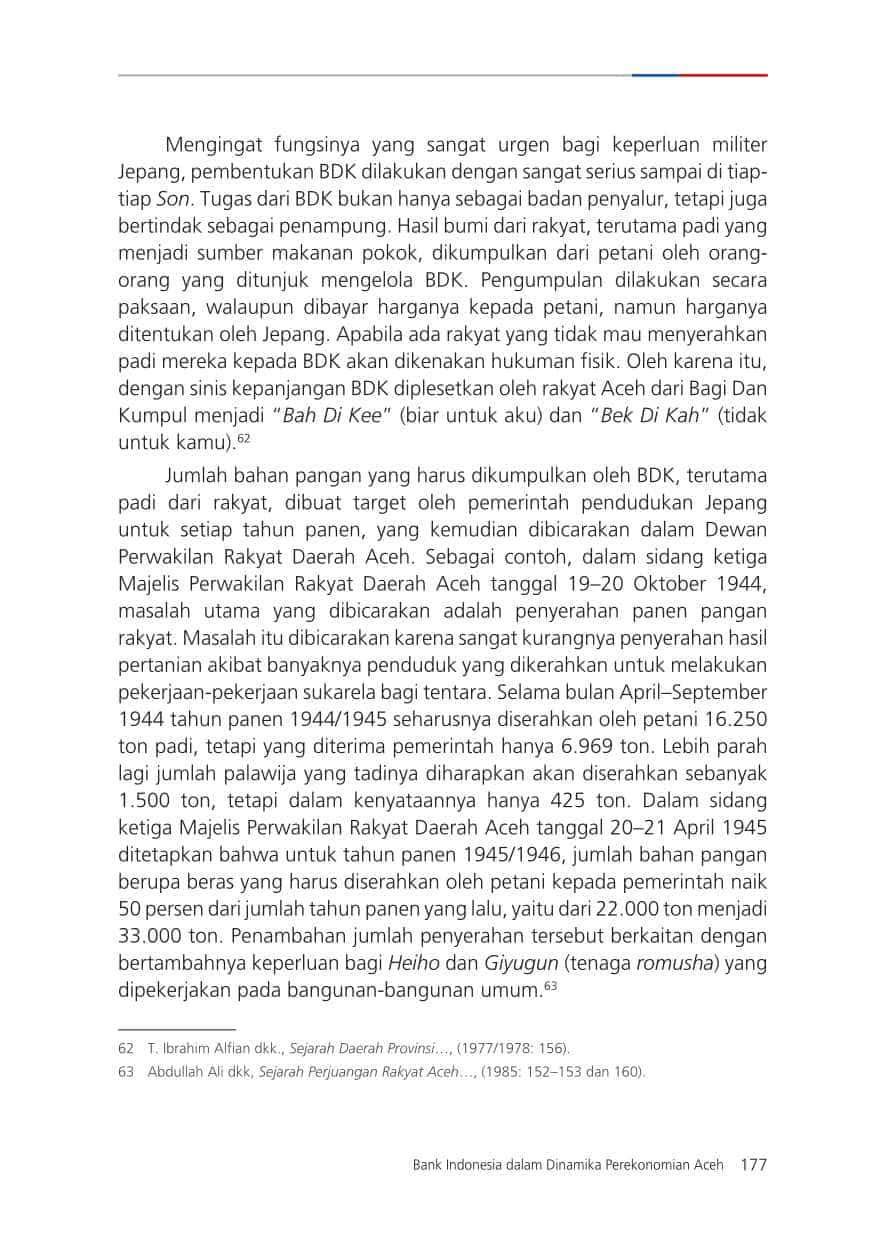 Mengingat fungsinya yang sangat urgen bagi keperluan militer
Jepang, pembentukan BDK dilakukan dengan sangat serius sampai di tiap-
tiap Son. Tugas dari BDK bukan hanya sebagai badan penyalur, tetapi juga
bertindak sebagai penampung. Hasil bumi dari rakyat, terutama padi yang
menjadi sumber makanan pokok, dikumpulkan dari petani oleh orang-
orang yang ditunjuk mengelola BDK. Pengumpulan dilakukan secara
paksaan, walaupun dibayar harganya kepada petani, namun harganya
ditentukan oleh Jepang. Apabila ada rakyat yang tidak mau menyerahkan
padi mereka kepada BDK akan dikenakan hukuman fisik. Oleh karena itu,
dengan sinis kepanjangan BDK diplesetkan oleh rakyat Aceh dari Bagi Dan
Kumpul menjadi “Bah Di Kee” (biar untuk aku) dan “Bek Di Kah” (tidak
untuk kamu).62
Jumlah bahan pangan yang harus dikumpulkan oleh BDK, terutama
padi dari rakyat, dibuat target oleh pemerintah pendudukan Jepang
untuk setiap tahun panen, yang kemudian dibicarakan dalam Dewan
Perwakilan Rakyat Daerah Aceh. Sebagai contoh, dalam sidang ketiga
Majelis Perwakilan Rakyat Daerah Aceh tanggal 19–20 Oktober 1944,
masalah utama yang dibicarakan adalah penyerahan panen pangan
rakyat. Masalah itu dibicarakan karena sangat kurangnya penyerahan hasil
pertanian akibat banyaknya penduduk yang dikerahkan untuk melakukan
pekerjaan-pekerjaan sukarela bagi tentara. Selama bulan April–September
1944 tahun panen 1944/1945 seharusnya diserahkan oleh petani 16.250
ton padi, tetapi yang diterima pemerintah hanya 6.969 ton. Lebih parah
lagi jumlah palawija yang tadinya diharapkan akan diserahkan sebanyak
1.500 ton, tetapi dalam kenyataannya hanya 425 ton. Dalam sidang
ketiga Majelis Perwakilan Rakyat Daerah Aceh tanggal 20–21 April 1945
ditetapkan bahwa untuk tahun panen 1945/1946, jumlah bahan pangan
berupa beras yang harus diserahkan oleh petani kepada pemerintah naik
50 persen dari jumlah tahun panen yang lalu, yaitu dari 22.000 ton menjadi
33.000 ton. Penambahan jumlah penyerahan tersebut berkaitan dengan
bertambahnya keperluan bagi Heiho dan Giyugun (tenaga romusha) yang
dipekerjakan pada bangunan-bangunan umum.63
62 T. Ibrahim Alfian dkk., Sejarah Daerah Provinsi…, (1977/1978: 156).
63 Abdullah Ali dkk, Sejarah Perjuangan Rakyat Aceh…, (1985: 152–153 dan 160).
Bank Indonesia dalam Dinamika Perekonomian Aceh 177